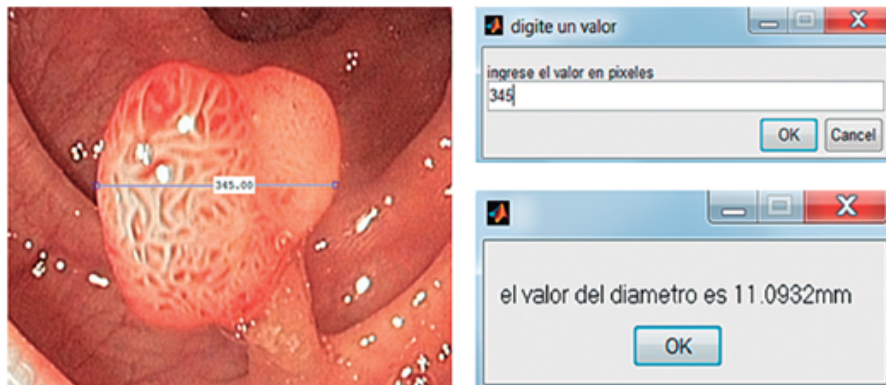 345.00
digite un valor
ingrese el valor en pixeles
345
OK
Cancel
el valor del diametro es 11.0932mm
OK